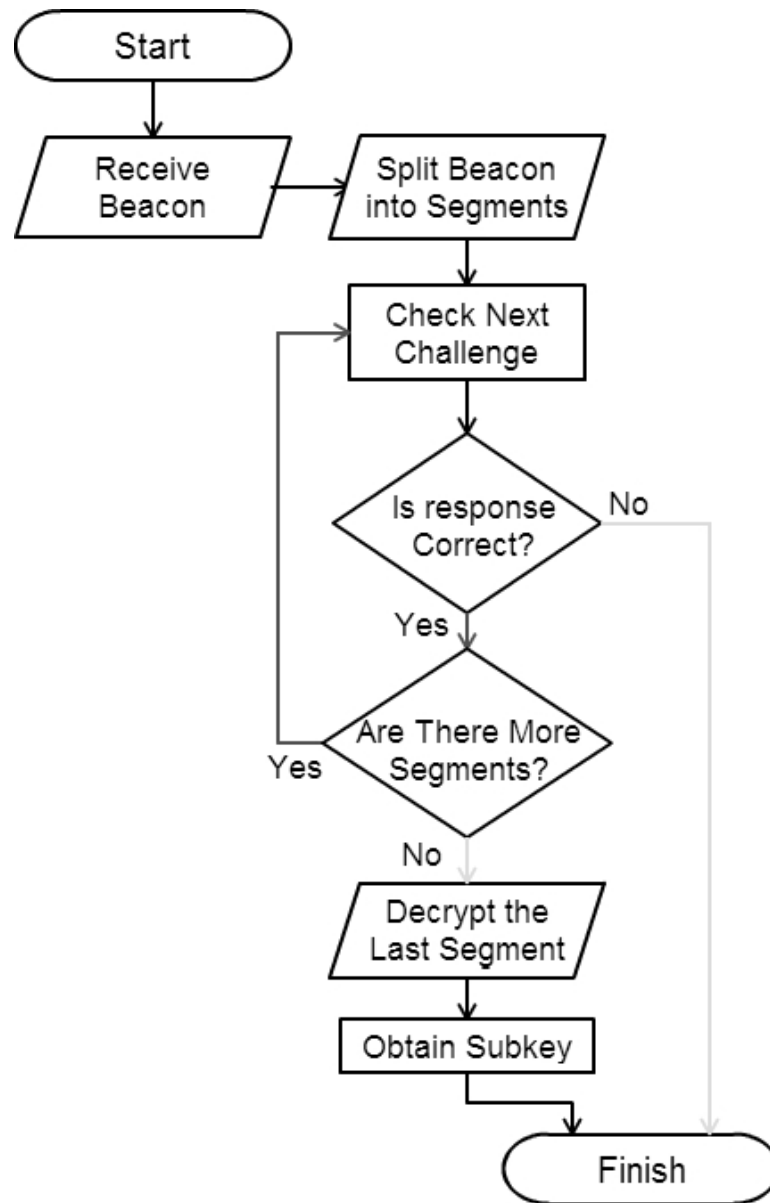 Start
Receive
Beacon
Split Beacon
into Segments
Check Next
Challenge
Is response
Correct?
No
Yes
Are There More
Segments?
Yes
No
Decrypt the
Last Segment
Obtain Subkey
Finish